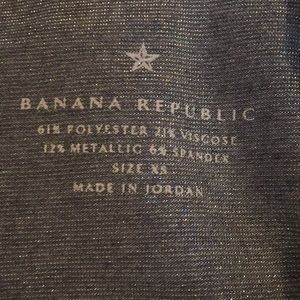 BANANA REPUBLIC
61% POLYESTER 21% VISCOSE
12% METALLIC 6% SPANDEX
SIZE XS
MADE IN JORDAN